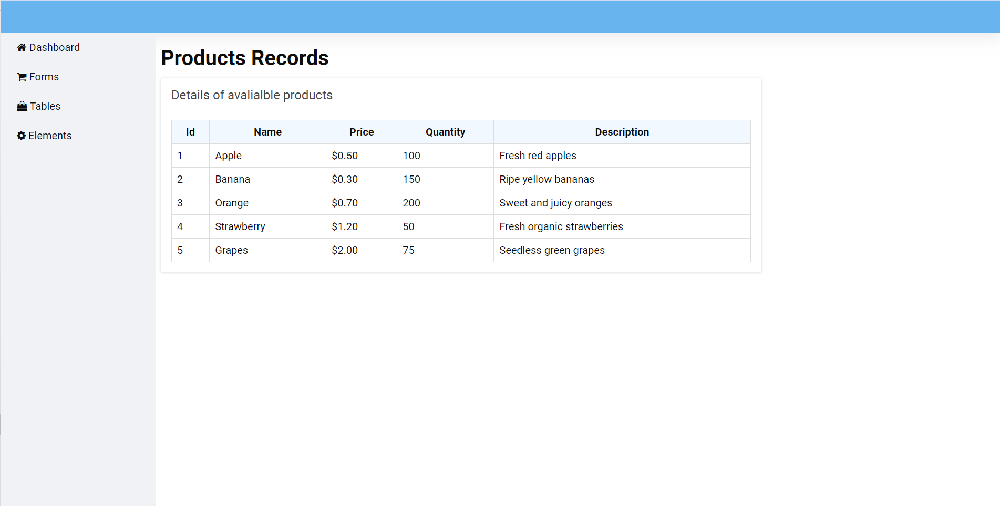 Dashboard
Forms
Tables
Elements
Products Records
Details of avalialble products
Id Name Price Quantity Description
1 Apple $0.50 100 Fresh red apples
2 Banana $0.30 150 Ripe yellow bananas
3 Orange $0.70 200 Sweet and juicy oranges
4 Strawberry $1.20 50 Fresh organic strawberries
5 Grapes $2.00 75 Seedless green grapes